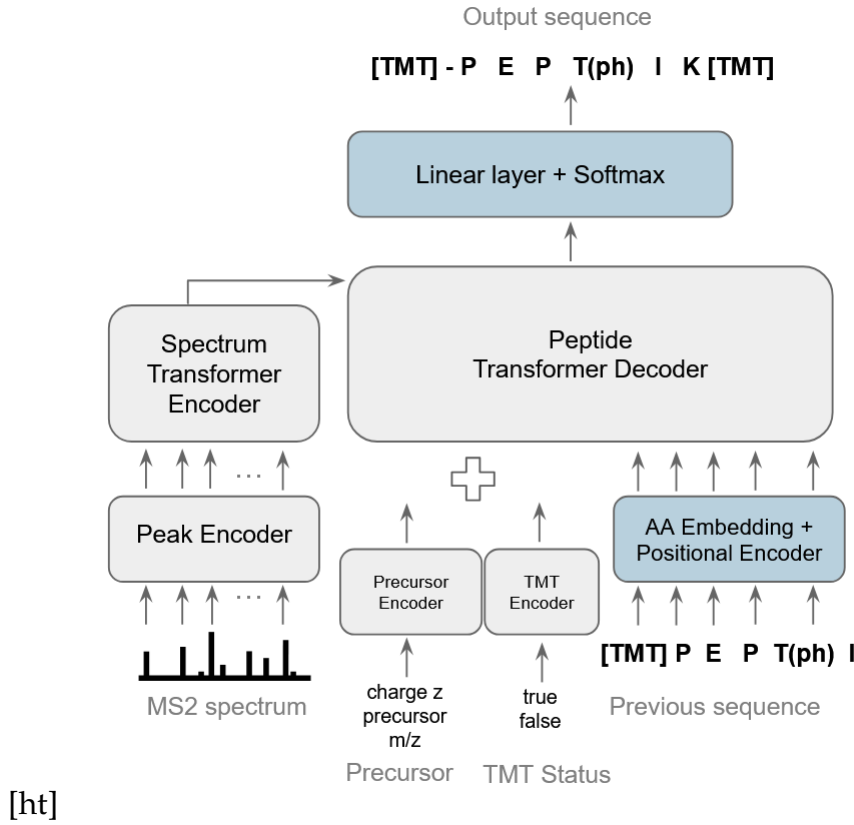 Output sequence
[TMT] - P E P T(ph) I K [TMT]
Linear layer + Softmax
Peptide
Transformer Decoder
Spectrum
Transformer
Encoder
...
Peak Encoder
...
MS2 spectrum
Precursor
Encoder
charge z
precursor
m/z
Precursor
TMT
Encoder
true
false
TMT Status
AA Embedding +
Positional Encoder
[TMT] P E P T(ph) I
Previous sequence
[ht]